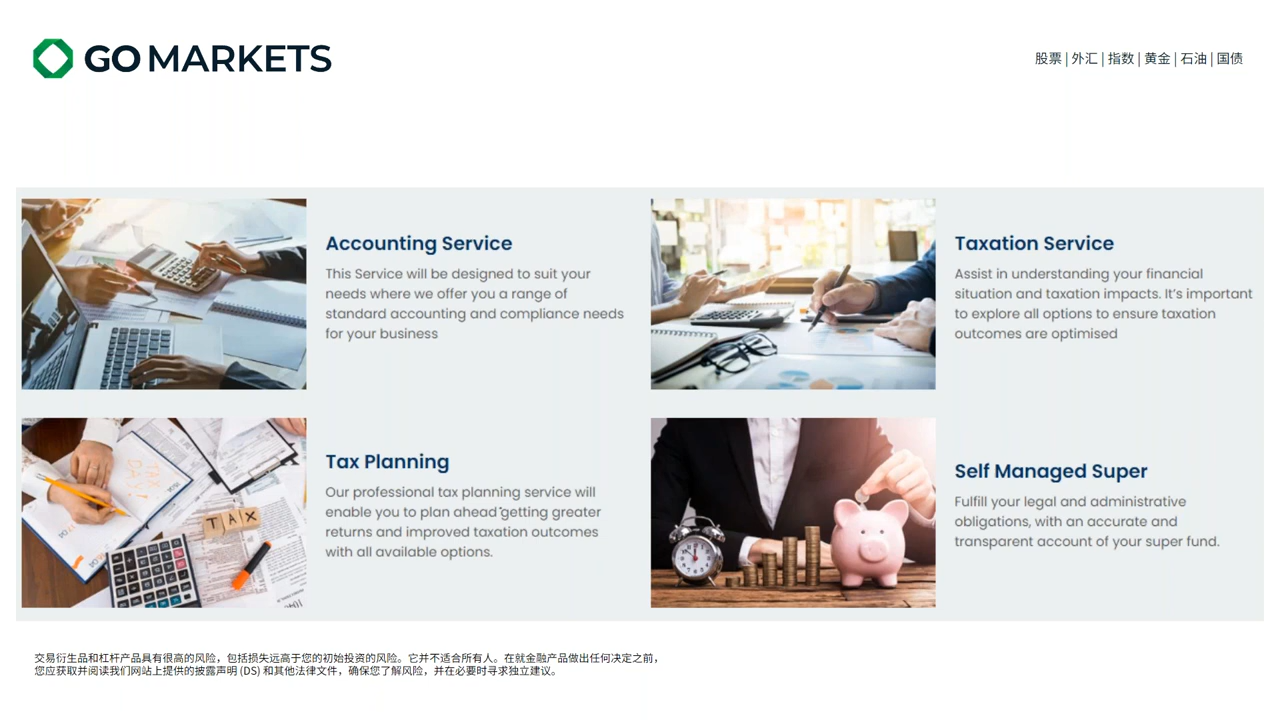 GO MARKETS
股票 | 外汇 | 指数 | 黄金 | 石油 | 国债
Accounting Service
This Service will be designed to suit your
needs where we offer you a range of
standard accounting and compliance needs
for your business
Taxation Service
Assist in understanding your financial
situation and taxation impacts. It's important
to explore all options to ensure taxation
outcomes are optimised
TAX
DAY!
TAX
Tax Planning
Our professional tax planning service will
enable you to plan ahead getting greater
returns and improved taxation outcomes
with all available options.
Self Managed Super
Fulfill your legal and administrative
obligations, with an accurate and
transparent account of your super fund.
交易衍生品和杠杆产品具有很高的风险，包括损失远高于您的初始投资的风险。它并不适合所有人。在就金融产品做出任何决定之前，
您应获取并阅读我们网站上提供的披露声明 (DS) 和其他法律文件，确保您了解风险，并在必要时寻求独立建议。